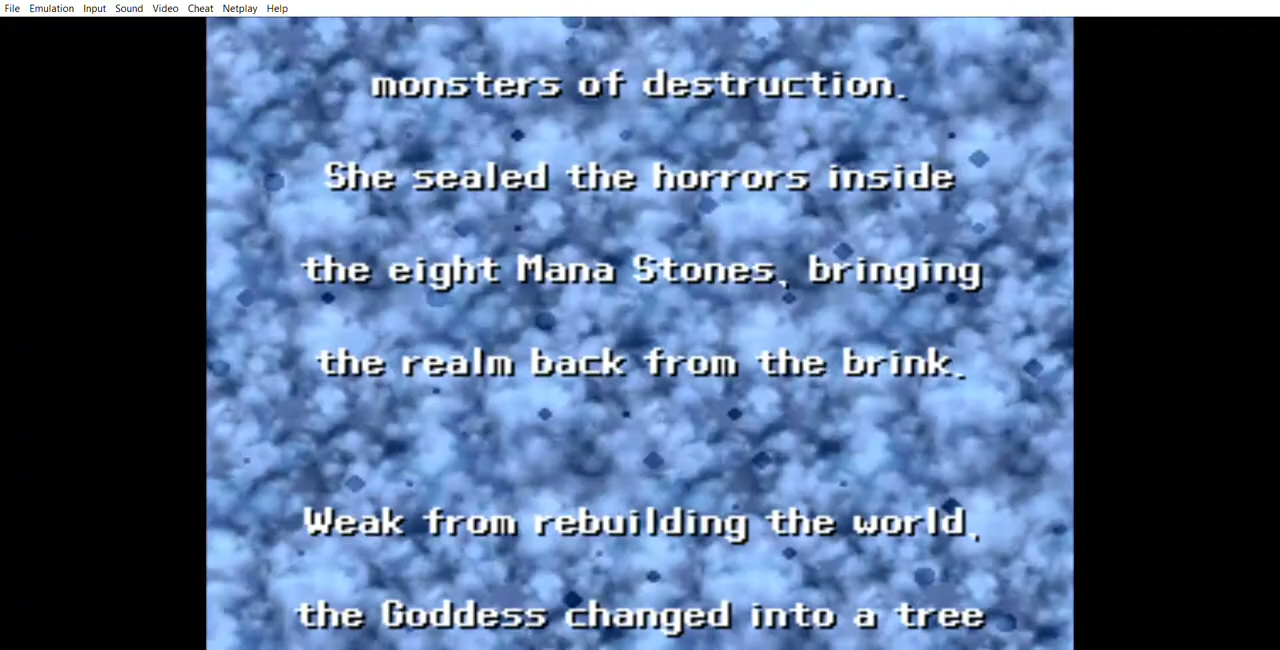 File Emulation Input Sound Video Cheat Netplay Help
monsters of destruction.
She sealed the horrors inside
the eight Mana Stones, bringing
the realm back from the brink.
Weak from rebuilding the world,
the Goddess changed into a tree